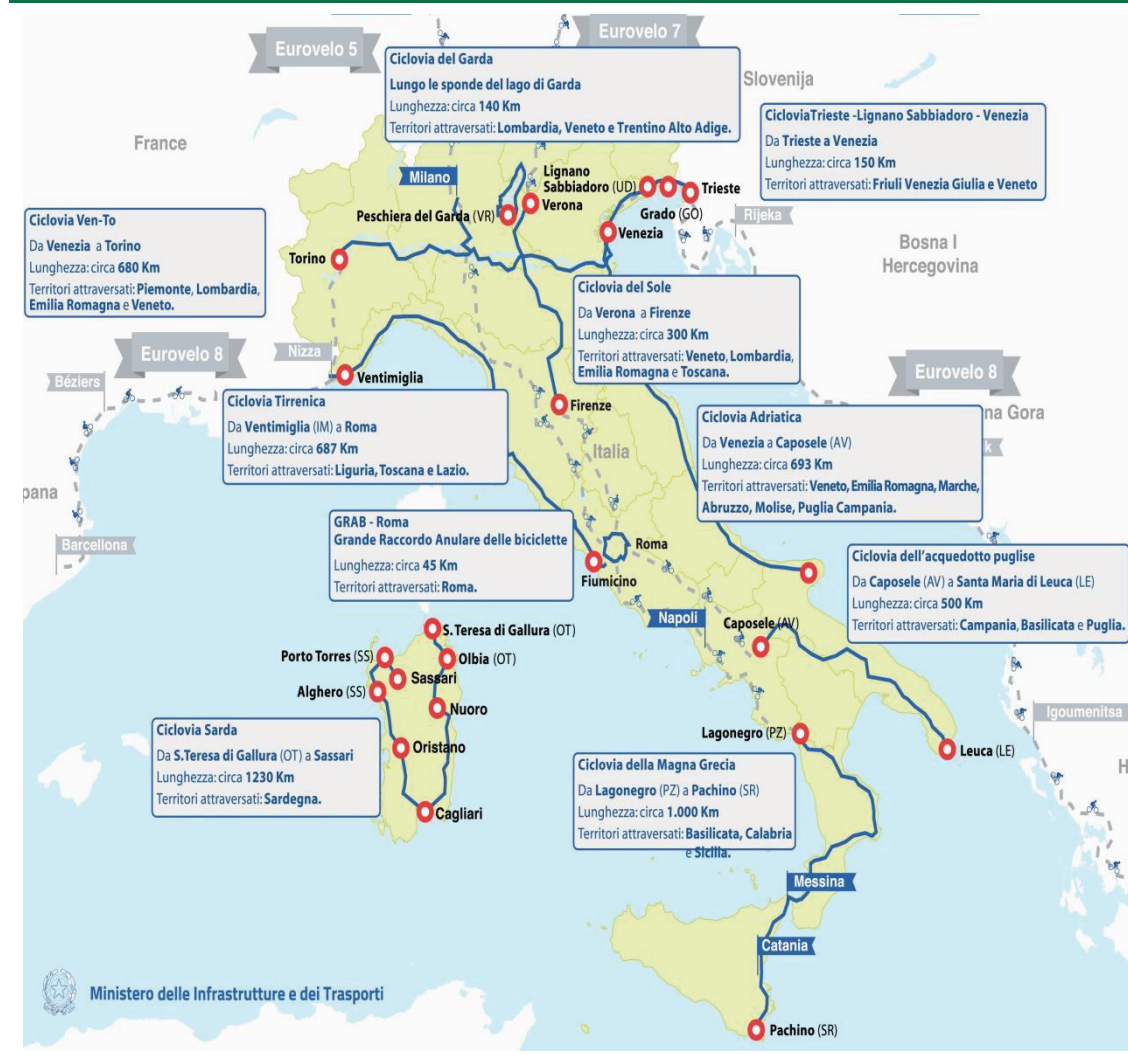 Eurovelo 5
Eurovelo 7
Ciclovia del Garda
Lungo le sponde del lago di Garda
Lunghezza: circa 140 Km
Territori attraversati: Lombardia, Veneto e Trentino Alto Adige.
Slovenija
France
CicloviaTrieste -Lignano Sabbiadoro - Venezia
Da Trieste a Venezia
Lunghezza: circa 150 Km
Territori attraversati: Friuli Venezia Giulia e Veneto
Milano
Lignano
Sabbiadoro (UD)
Trieste
Verona
Peschiera del Garda (VR)
Grado (GO)
Rijeka
Venezia
Ciclovia Ven-To
Da Venezia a Torino
Lunghezza: circa 680 Km
Territori attraversati: Piemonte, Lombardia,
Emilia Romagna e Veneto.
Torino
Bosna I
Hercegovina
Ciclovia del Sole
Da Verona a Firenze
Lunghezza: circa 300 Km
Territori attraversati: Veneto, Lombardia,
Emilia Romagna e Toscana.
Nizza
Eurovelo 8
Béziers
Ventimiglia
Eurovelo 8
Firenze
Ciclovia Tirrenica
Da Ventimiglia (IM) a Roma
Lunghezza: circa 687 Km
Territori attraversati: Liguria, Toscana e Lazio.
Italia
Ciclovia Adriatica
Da Venezia a Caposele (AV)
Lunghezza: circa 693 Km
Territori attraversati: Veneto, Emilia Romagna, Marche,
Abruzzo, Molise, Puglia Campania.
na Gora
k
pana
Barcellona
GRAB - Roma
Grande Raccordo Anulare delle biciclette
Lunghezza: circa 45 Km
Territori attraversati: Roma.
Roma
Fiumicino
Ciclovia dell'acquedotto puglise
Da Caposele (AV) a Santa Maria di Leuca (LE)
Lunghezza: circa 500 Km
Territori attraversati: Campania, Basilicata e Puglia.
Napoli
Caposele (AV)
S.Teresa di Gallura (OT)
Porto Torres (SS)
Olbia (OT)
Sassari
Alghero (SS)
Nuoro
Igoumenitsa
Ciclovia Sarda
Da S.Teresa di Gallura (OT) a Sassari
Lunghezza: circa 1230 Km
Territori attraversati: Sardegna.
Oristano
Lagonegro (PZ)
Leuca (LE)
H
Ciclovia della Magna Grecia
Da Lagonegro (PZ) a Pachino (SR)
Lunghezza: circa 1.000 Km
Territori attraversati: Basilicata, Calabria
e Sicilia.
Cagliari
Messina
Catania
Ministero delle Infrastrutture e dei Trasporti
Pachino (SR)